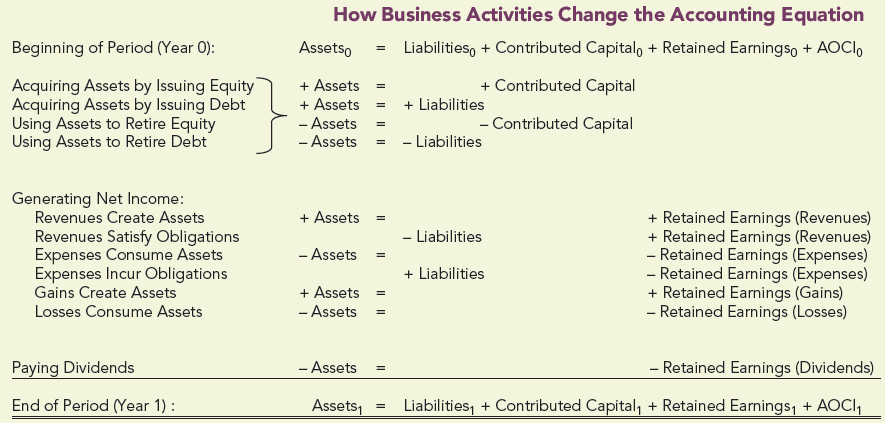 How Business Activities Change the Accounting Equation
Beginning of Period (Year 0): Assets0 = Liabilities0 + Contributed Capital0 + Retained Earnings0 + AOCI0
Acquiring Assets by Issuing Equity + Assets = + Contributed Capital
Acquiring Assets by Issuing Debt + Assets = + Liabilities
Using Assets to Retire Equity – Assets = – Contributed Capital
Using Assets to Retire Debt – Assets = – Liabilities
Generating Net Income:
Revenues Create Assets + Assets = + Retained Earnings (Revenues)
Revenues Satisfy Obligations – Liabilities + Retained Earnings (Revenues)
Expenses Consume Assets – Assets = – Retained Earnings (Expenses)
Expenses Incur Obligations + Liabilities – Retained Earnings (Expenses)
Gains Create Assets + Assets = + Retained Earnings (Gains)
Losses Consume Assets – Assets = – Retained Earnings (Losses)
Paying Dividends – Assets = – Retained Earnings (Dividends)
End of Period (Year 1) : Assets1 = Liabilities1 + Contributed Capital1 + Retained Earnings1 + AOCI1